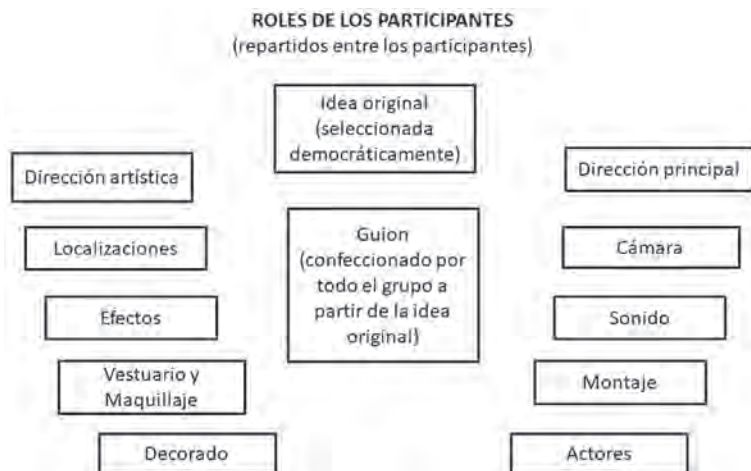 ROLES DE LOS PARTICIPANTES
(repartidos entre los participantes)
Idea original
(seleccionada
democráticamente)
Dirección artística
Dirección principal
Localizaciones
Guion
(confeccionado por
todo el grupo a
partir de la idea
original)
Cámara
Efectos
Sonido
Vestuario y
Maquillaje
Montaje
Decorado
Actores